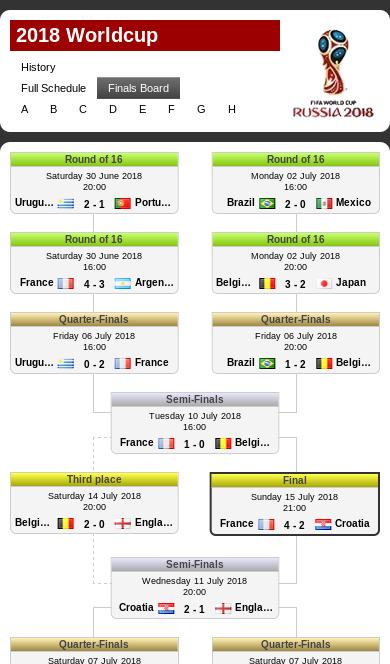 2018 Worldcup
History
Full Schedule Finals Board
A B C D E F G H
FIFA WORLD CUP
RUSSIA 2018
Round of 16
Saturday 30 June 2018
20:00
Urugu... 2 - 1 Portu...
Round of 16
Monday 02 July 2018
16:00
Brazil 2 - 0 Mexico
Round of 16
Saturday 30 June 2018
16:00
France 4 - 3 Argen...
Round of 16
Monday 02 July 2018
20:00
Belgi... 3 - 2 Japan
Quarter-Finals
Friday 06 July 2018
16:00
Urugu... 0 - 2 France
Quarter-Finals
Friday 06 July 2018
20:00
Brazil 1 - 2 Belgi...
Semi-Finals
Tuesday 10 July 2018
16:00
France 1 - 0 Belgi...
Third place
Saturday 14 July 2018
20:00
Belgi... 2 - 0 Engla...
Final
Sunday 15 July 2018
21:00
France 4 - 2 Croatia
Semi-Finals
Wednesday 11 July 2018
20:00
Croatia 2 - 1 Engla...
Quarter-Finals
Saturday 07 July 2018
Quarter-Finals
Saturday 07 July 2018